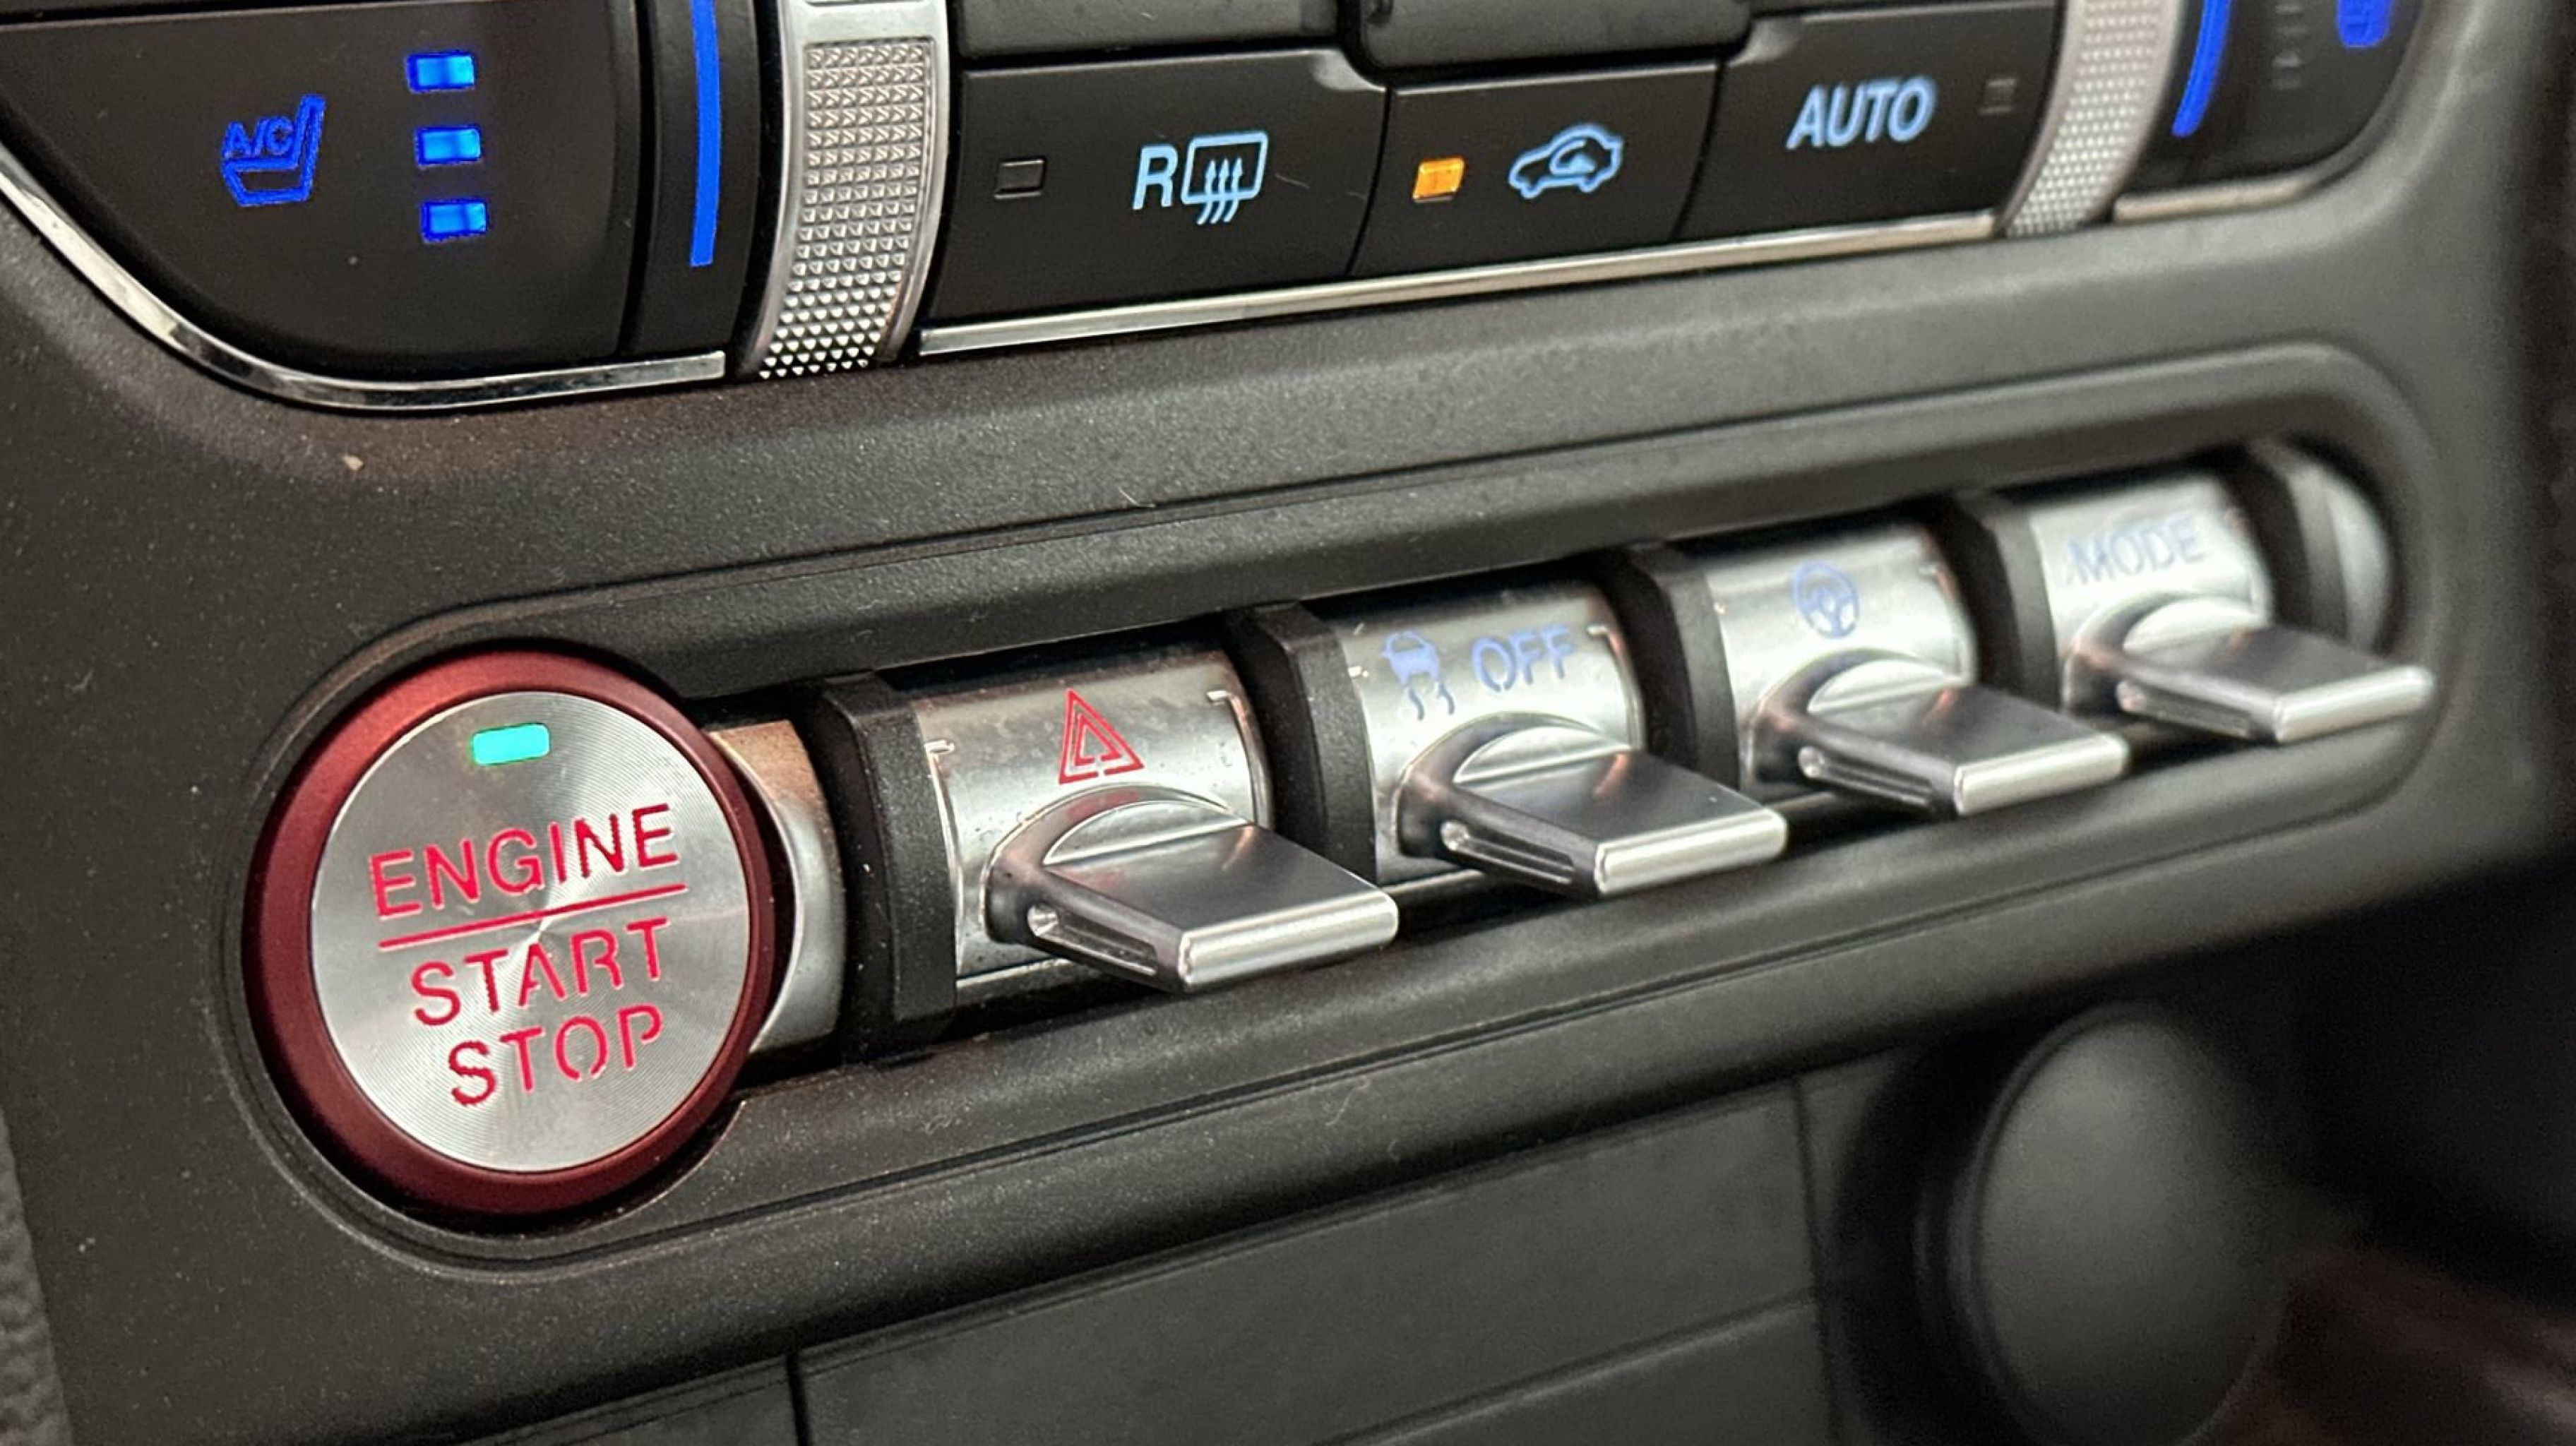 A/C
R
AUTO
OFF
MODE
ENGINE
START
STOP